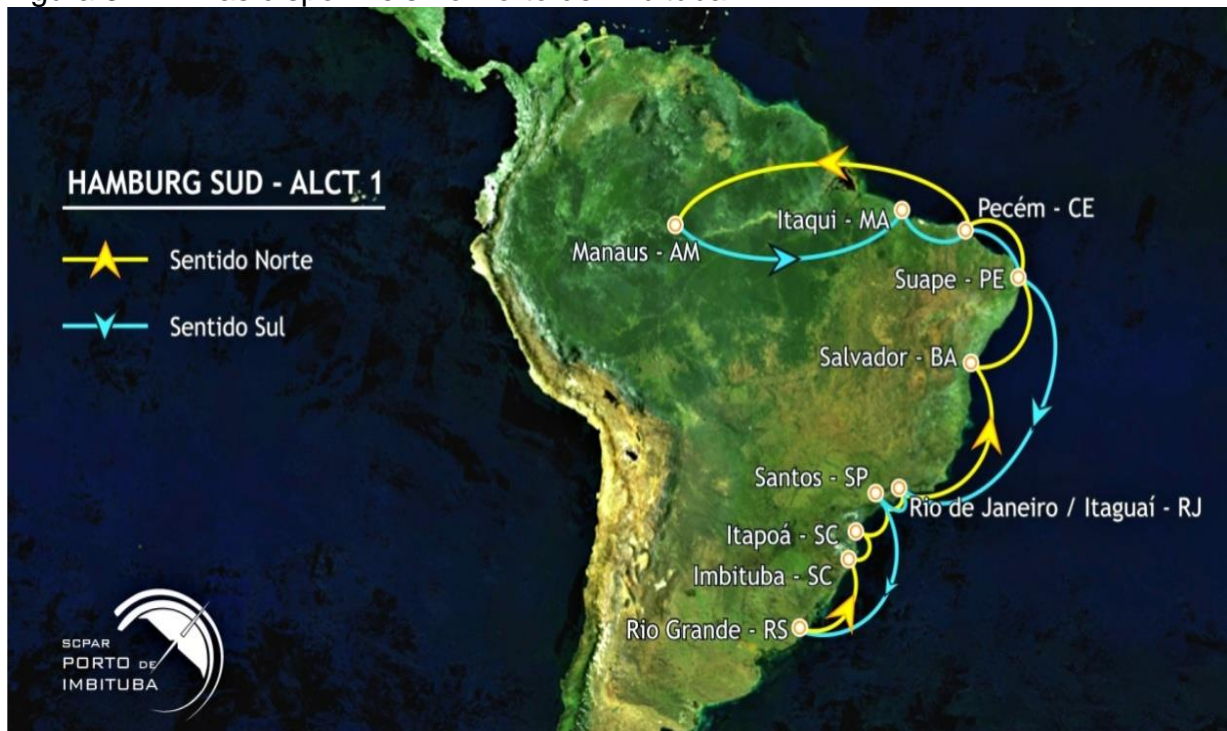 HAMBURG SUD - ALCT 1
Sentido Norte
Sentido Sul
Manaus - AM
Itaqui - MA
Pecém - CE
Suape - PE
Salvador - BA
Santos - SP
Rio de Janeiro / Itaguaí - RJ
Itapoá - SC
Imbituba - SC
Rio Grande - RS
SCPAR
PORTO DE
IMBITUBA